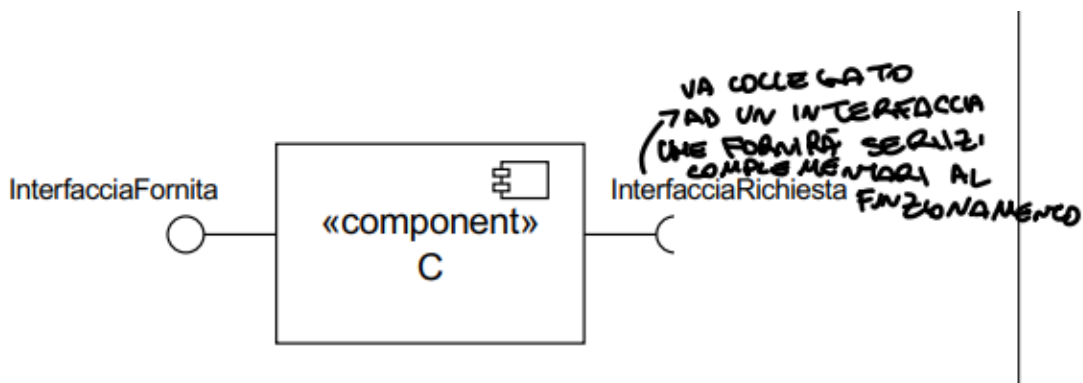 VA COLLEGATO
AD UN INTERFACCIA
CHE FORNIRÀ SERVIZI
COMPLEMENTARI AL
FUNZIONAMENTO
InterfacciaFornita
InterfacciaRichiesta
«component»
C